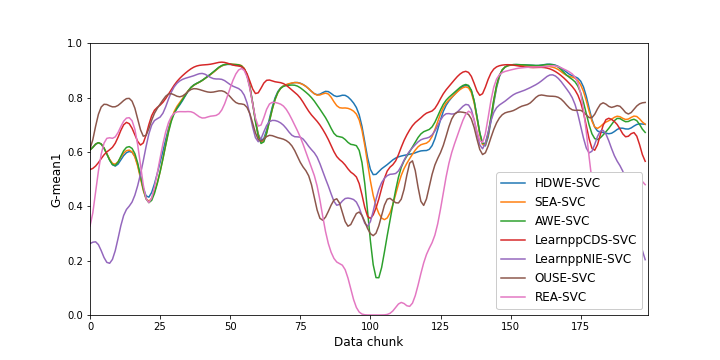 1.0
0.8
0.6
0.4
0.2
0.0
G-mean1
0
25
50
75
100
125
150
175
Data chunk
HDWE-SVC
SEA-SVC
AWE-SVC
LearnppCDS-SVC
LearnppNIE-SVC
OUSE-SVC
REA-SVC